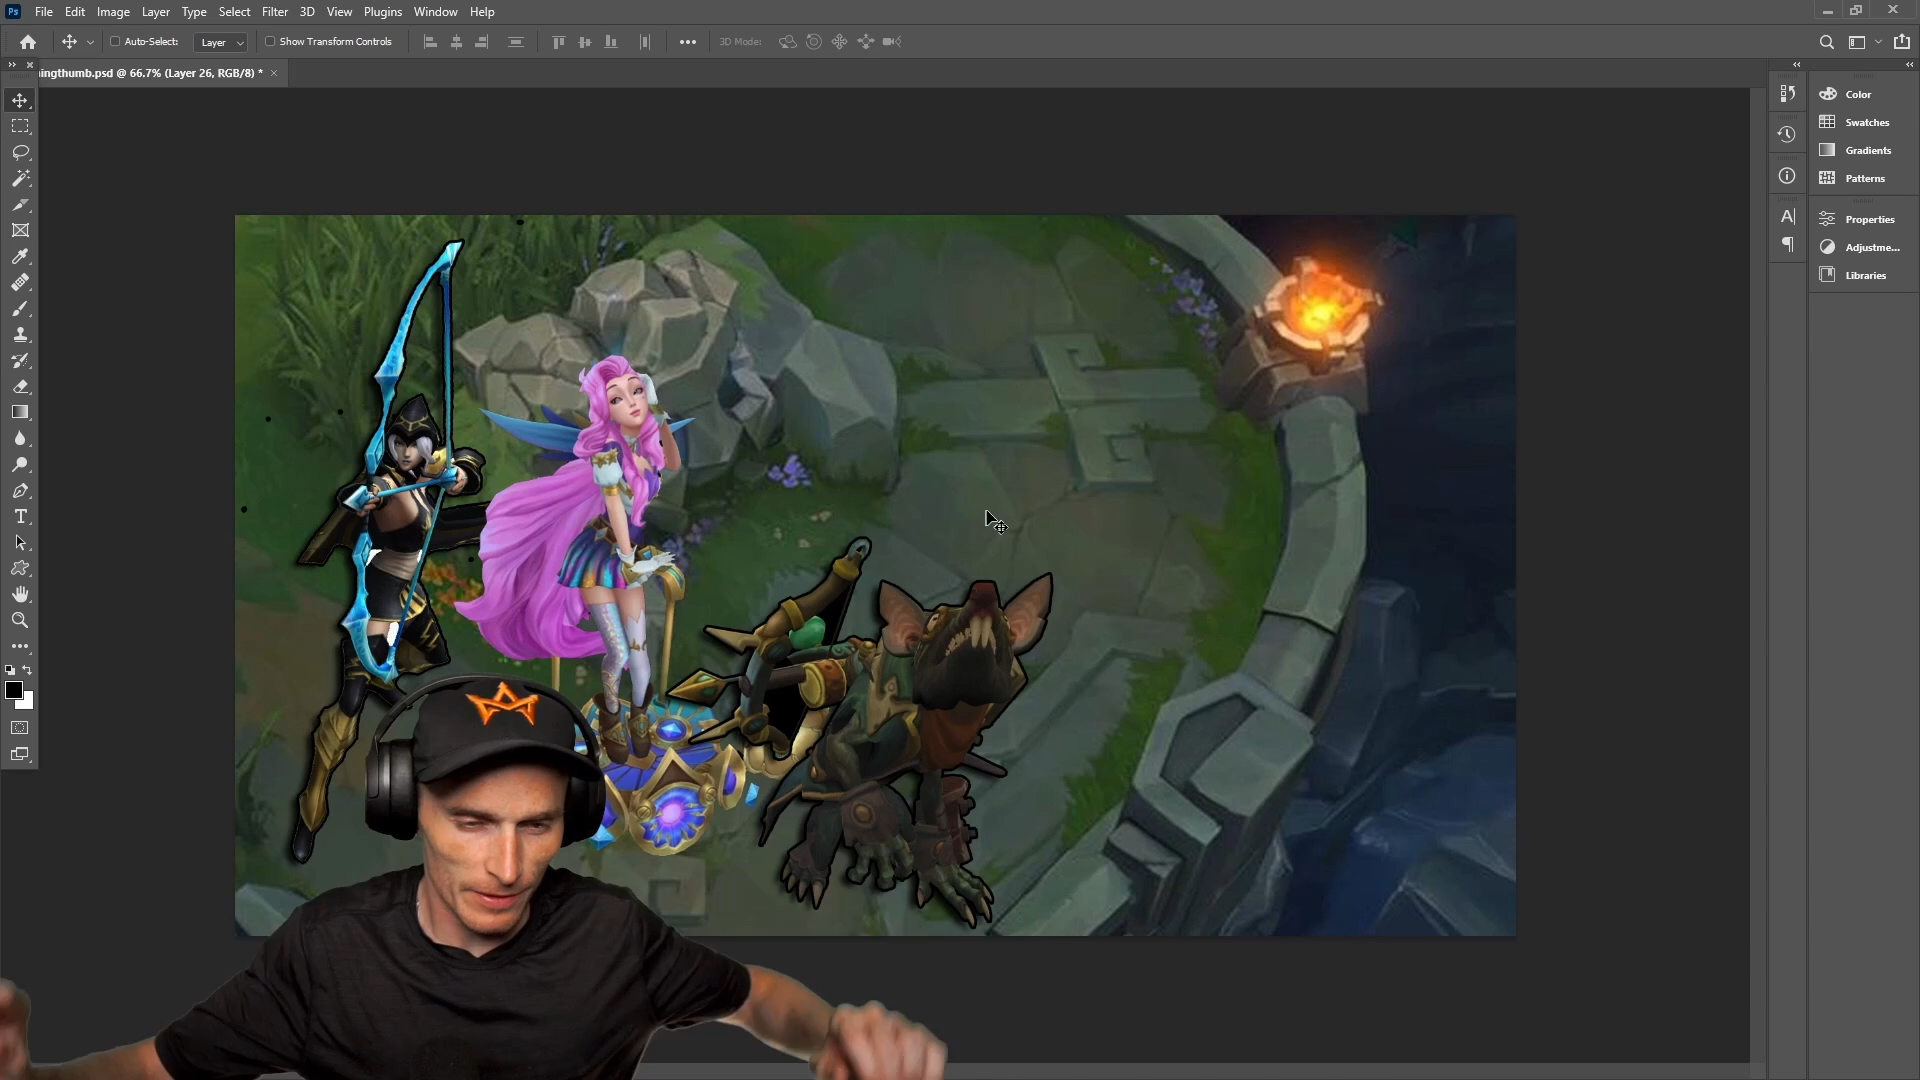 Ps File Edit Image Layer Type Select Filter 3D View Plugins Window Help
Auto-Select: Layer Show Transform Controls 3D Mode:
ingthumb.psd @ 66.7% (Layer 26, RGB/8) *
Color
Swatches
Gradients
Patterns
Properties
Adjustme...
Libraries